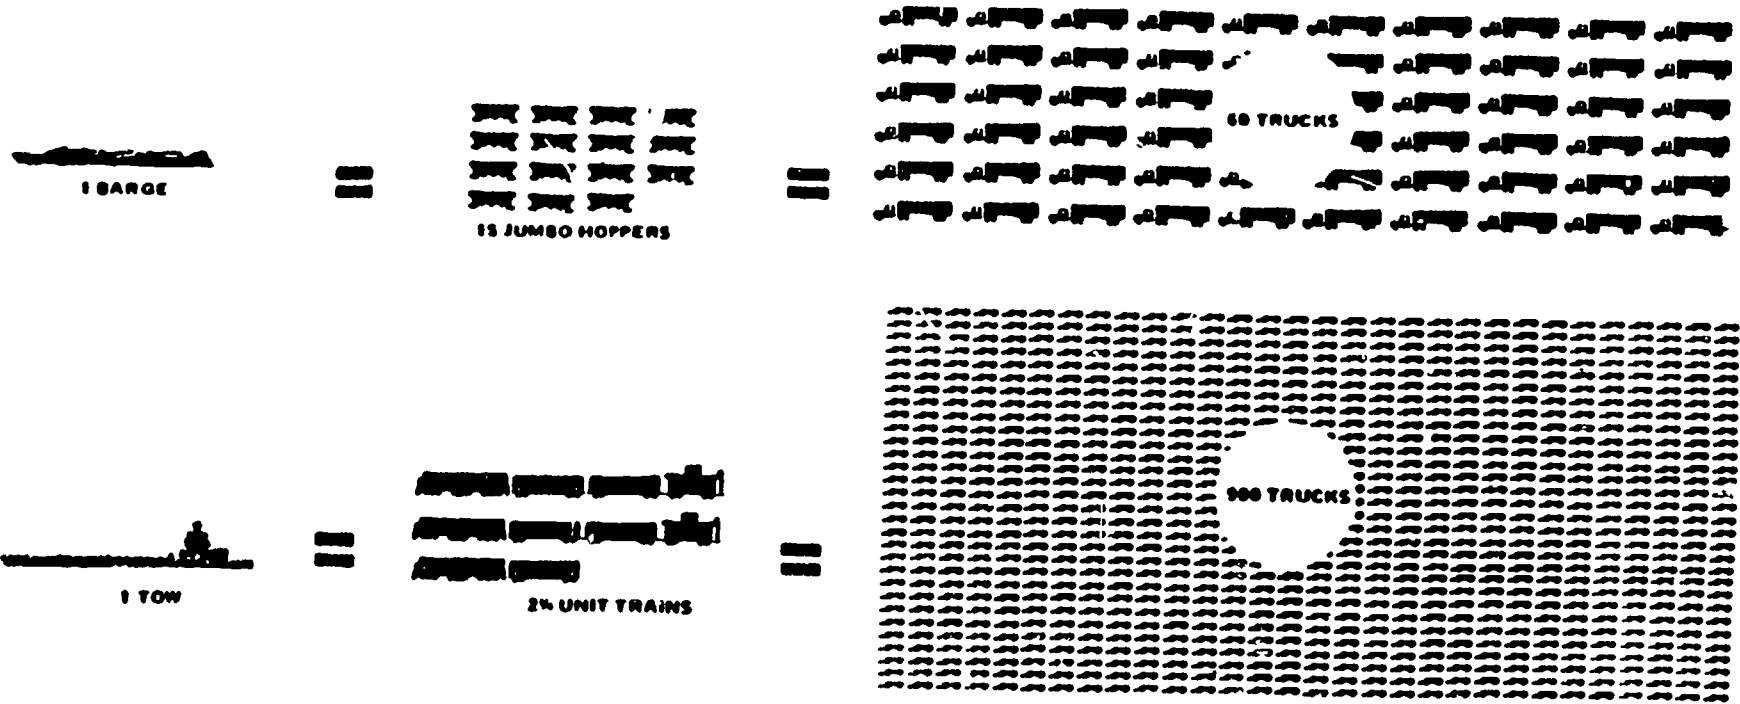 1 BARGE
=
15 JUMBO HOPPERS
=
60 TRUCKS
1 TOW
=
2¼ UNIT TRAINS
=
900 TRUCKS